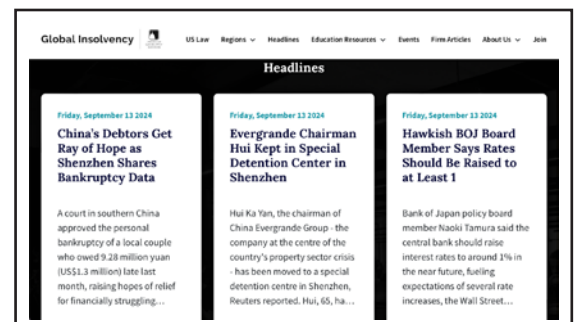 Global Insolvency
US Law Regions Headlines Education Resources Events Firm Articles About Us Join
Headlines
Friday, September 13 2024
China's Debtors Get
Ray of Hope as
Shenzhen Shares
Bankruptcy Data
A court in southern China
approved the personal
bankruptcy of a local couple
who owed 9.28 million yuan
(US$1.3 million) late last
month, raising hopes of relief
for financially struggling...
Friday, September 13 2024
Evergrande Chairman
Hui Kept in Special
Detention Center in
Shenzhen
Hui Ka Yan, the chairman of
China Evergrande Group - the
company at the centre of the
country's property sector crisis
- has been moved to a special
detention centre in Shenzhen,
Reuters reported. Hui, 65, ha...
Friday, September 13 2024
Hawkish BOJ Board
Member Says Rates
Should Be Raised to
at Least 1
Bank of Japan policy board
member Naoki Tamura said the
central bank should raise
interest rates to around 1% in
the near future, fueling
expectations of several rate
increases, the Wall Street...